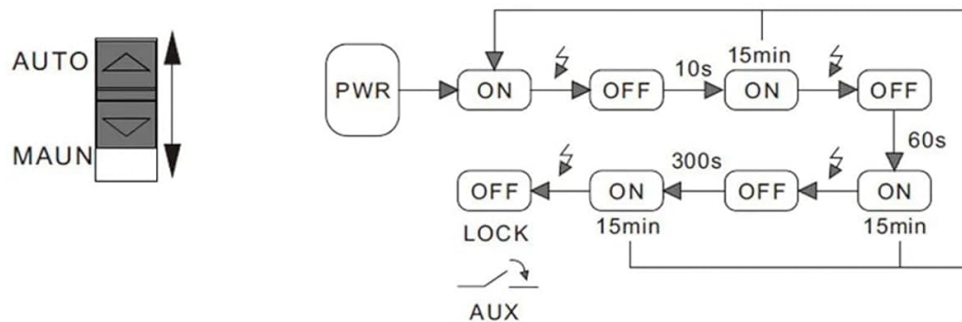 AUTO
MAUN
15min
10s
PWR
ON
OFF
ON
OFF
60s
300s
OFF
ON
OFF
ON
LOCK
15min
15min
AUX